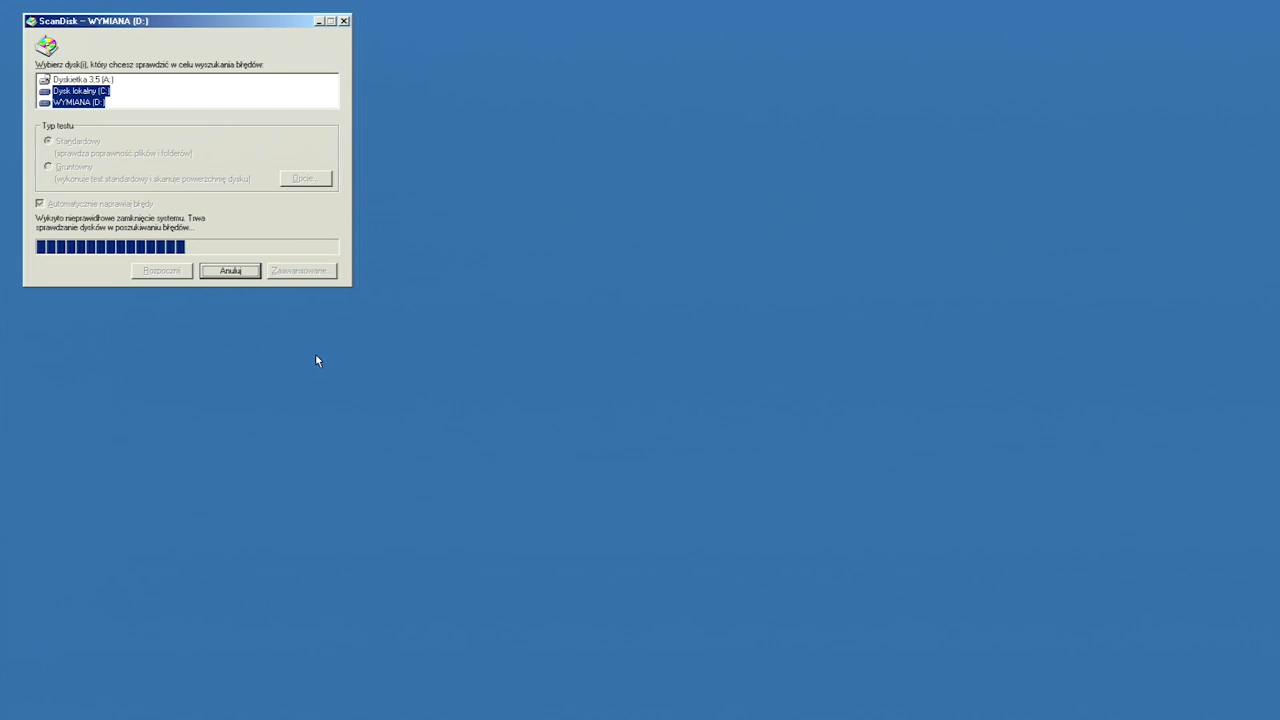 ScanDisk – WYMIANA (D:)
Wybierz dysk(i), który chcesz sprawdzić w celu wyszukania błędów:
Dyskietka 3,5 (A:)
Dysk lokalny (C:)
WYMIANA (D:)
Typ testu
Standardowy
(sprawdza poprawność plików i folderów)
Gruntowny
(wykonuje test standardowy i skanuje powierzchnię dysku)
Opcje...
Automatycznie naprawiaj błędy
Wykryto nieprawidłowe zamknięcie systemu. Trwa
sprawdzanie dysków w poszukiwaniu błędów...
Rozpocznij
Anuluj
Zaawansowane...